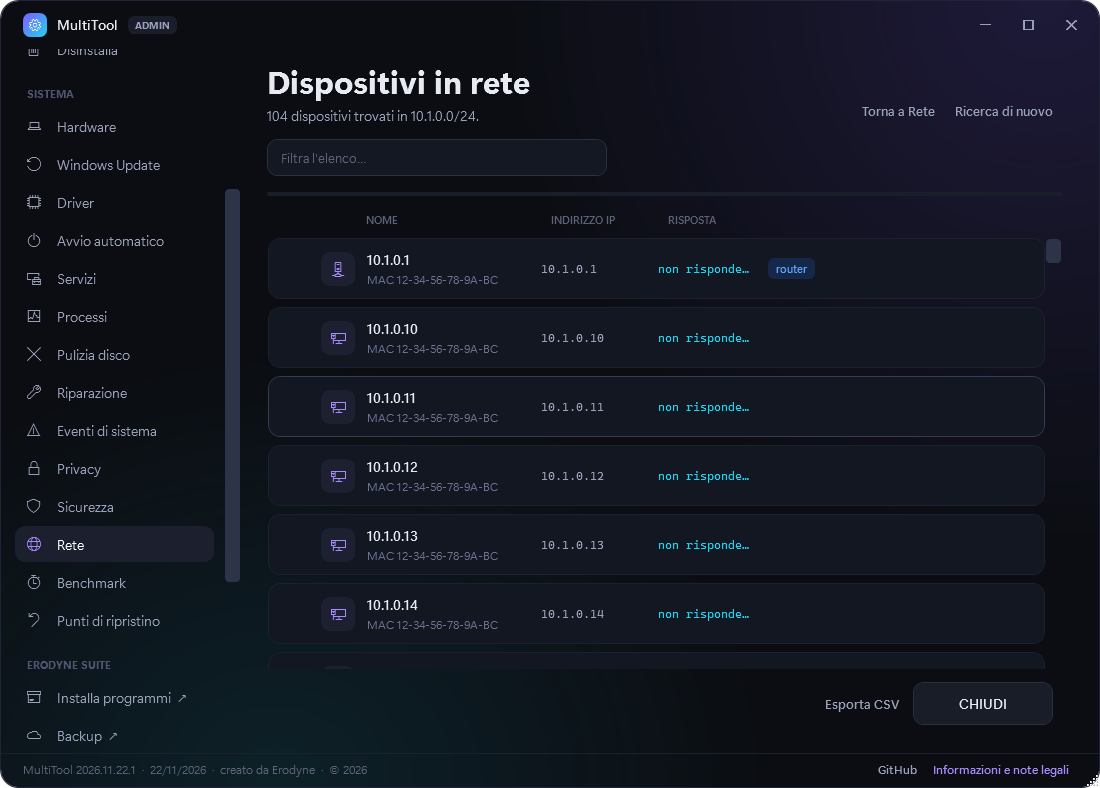 MultiTool ADMIN
Disinstalla
SISTEMA
Hardware
Windows Update
Driver
Avvio automatico
Servizi
Processi
Pulizia disco
Riparazione
Eventi di sistema
Privacy
Sicurezza
Rete
Benchmark
Punti di ripristino
ERODYNE SUITE
Installa programmi ↗
Backup ↗
Dispositivi in rete
104 dispositivi trovati in 10.1.0.0/24.
Torna a Rete Ricerca di nuovo
Filtra l'elenco...
NOME INDIRIZZO IP RISPOSTA
10.1.0.1
MAC 12-34-56-78-9A-BC
10.1.0.1 non risponde… router
10.1.0.10
MAC 12-34-56-78-9A-BC
10.1.0.10 non risponde…
10.1.0.11
MAC 12-34-56-78-9A-BC
10.1.0.11 non risponde…
10.1.0.12
MAC 12-34-56-78-9A-BC
10.1.0.12 non risponde…
10.1.0.13
MAC 12-34-56-78-9A-BC
10.1.0.13 non risponde…
10.1.0.14
MAC 12-34-56-78-9A-BC
10.1.0.14 non risponde…
Esporta CSV CHIUDI
MultiTool 2026.11.22.1 · 22/11/2026 · creato da Erodyne · © 2026
GitHub Informazioni e note legali